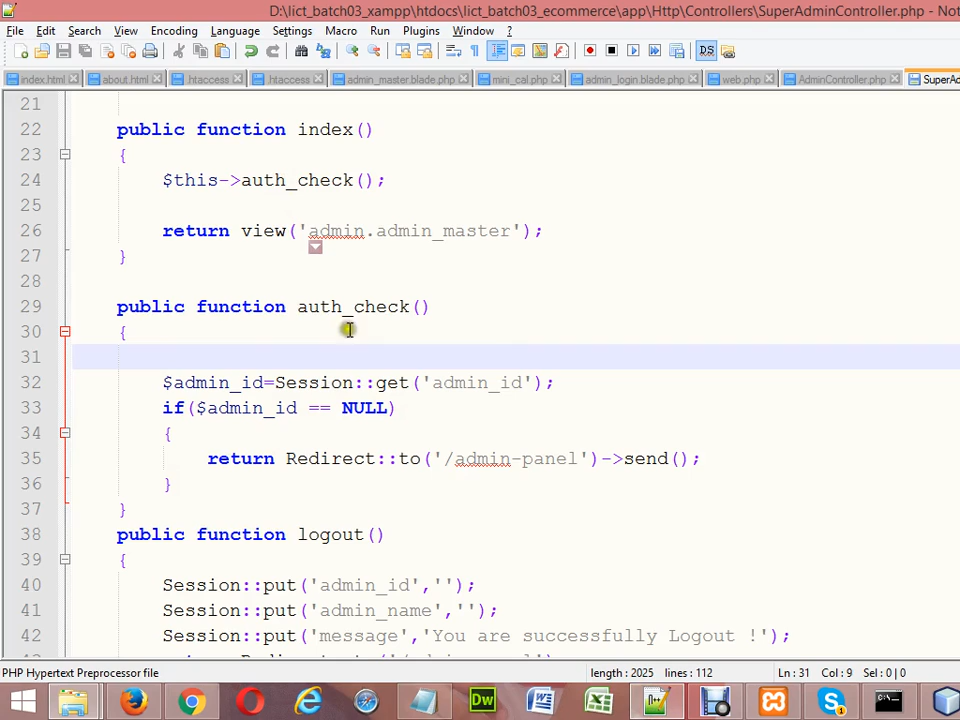 D:\lict_batch03_xampp\htdocs\lict_batch03_ecommerce\app\Http\Controllers\SuperAdminController.php - Not
File Edit Search View Encoding Language Settings Macro Run Plugins Window ?
index.html about.html .htaccess .htaccess admin_master.blade.php mini_cal.php admin_login.blade.php web.php AdminController.php SuperAd
21
22 public function index()
23 {
24 $this->auth_check();
25
26 return view('admin.admin_master');
27 }
28
29 public function auth_check()
30 {
31
32 $admin_id=Session::get('admin_id');
33 if($admin_id == NULL)
34 {
35 return Redirect::to('/admin-panel')->send();
36 }
37 }
38 public function logout()
39 {
40 Session::put('admin_id','');
41 Session::put('admin_name','');
42 Session::put('message','You are successfully Logout !');
PHP Hypertext Preprocessor file length : 2025 lines : 112 Ln : 31 Col : 9 Sel : 0 | 0